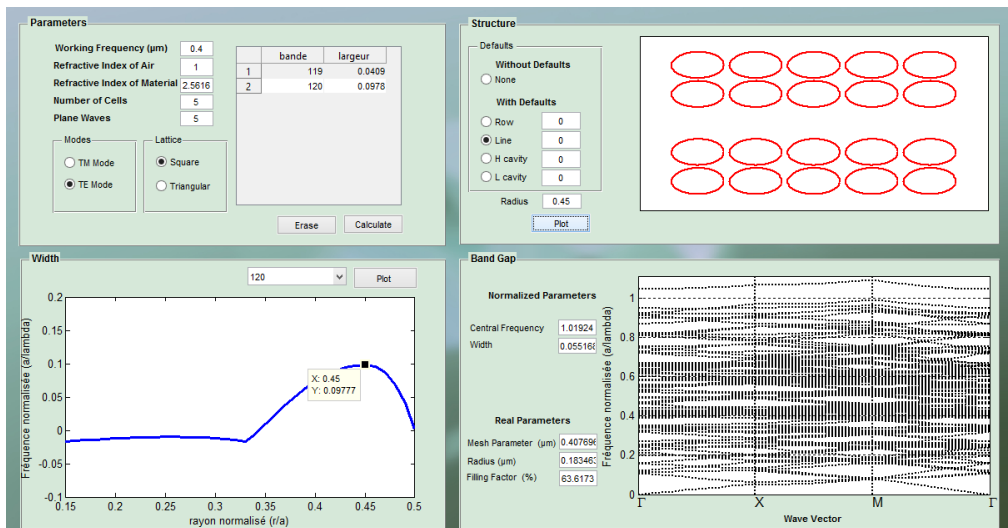 Parameters
Working Frequency (µm) 0.4
Refractive Index of Air 1
Refractive Index of Material 2.5616
Number of Cells 5
Plane Waves 5
bande largeur
1 119 0.0409
2 120 0.0978
Modes
TM Mode
TE Mode
Lattice
Square
Triangular
Erase Calculate
Structure
Defaults
Without Defaults
None
With Defaults
Row 0
Line 0
H cavity 0
L cavity 0
Radius 0.45
Plot
Width
120 Plot
Fréquence normalisée (a/lambda)
0.2
0.15
0.1
0.05
0
-0.05
-0.1
X: 0.45
Y: 0.09777
0.15 0.2 0.25 0.3 0.35 0.4 0.45 0.5
rayon normalisé (r/a)
Band Gap
Normalized Parameters
Central Frequency 1.01924
Width 0.055168
Real Parameters
Mesh Parameter (µm) 0.407696
Radius (µm) 0.183463
Filling Factor (%) 63.6173
Fréquence normalisée (a/lambda)
1
0.8
0.6
0.4
0.2
0
Γ X M Γ
Wave Vector